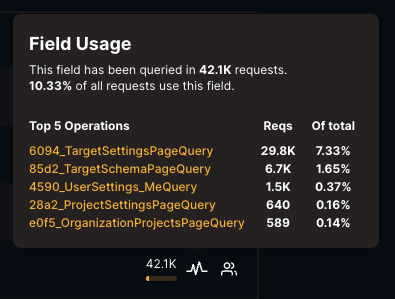 Field Usage
This field has been queried in 42.1K requests.
10.33% of all requests use this field.
Top 5 Operations Reqs Of total
6094_TargetSettingsPageQuery 29.8K 7.33%
85d2_TargetSchemaPageQuery 6.7K 1.65%
4590_UserSettings_MeQuery 1.5K 0.37%
28a2_ProjectSettingsPageQuery 640 0.16%
e0f5_OrganizationProjectsPageQuery 589 0.14%
42.1K